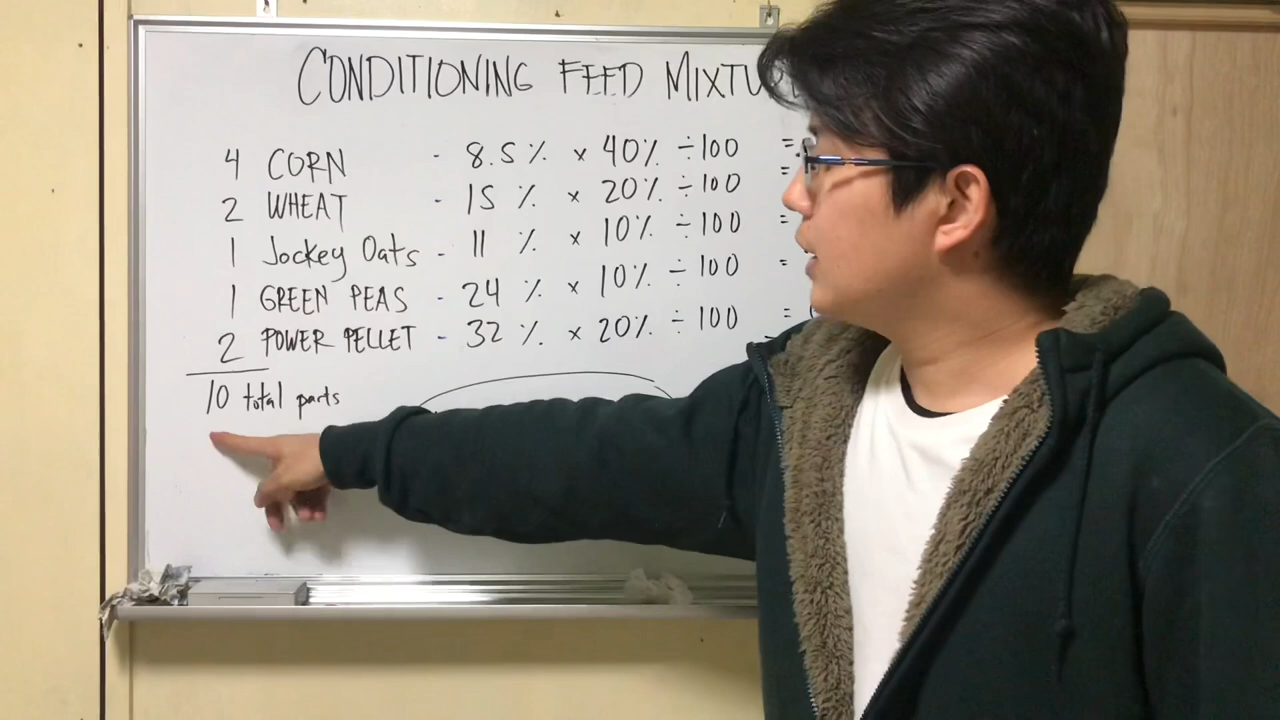 CONDITIONING FEED
4 CORN - 8.5% × 40% ÷100 =
2 WHEAT - 15 % × 20% ÷100 =
1 Jockey Oats - 11 % × 10% ÷100 =
1 GREEN PEAS - 24 % × 10% ÷100 =
2 POWER PELLET - 32 % × 20% ÷100 =
10 total parts